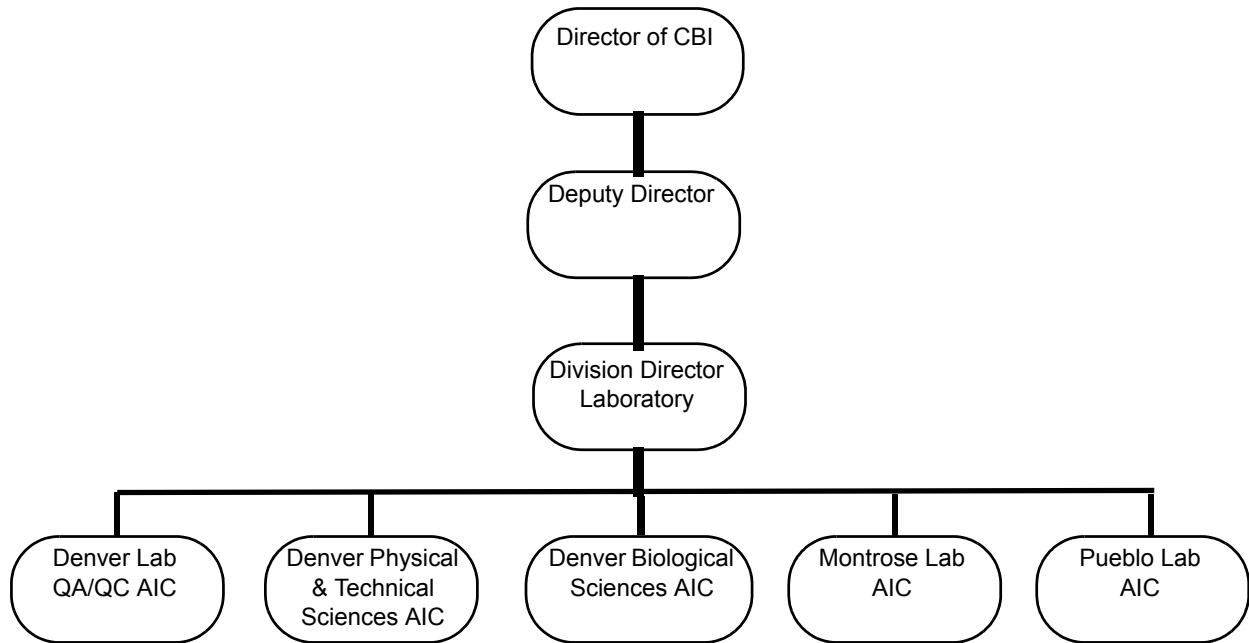 Director of CBI
Deputy Director
Division Director
Laboratory
Denver Lab
QA/QC AIC
Denver Physical
& Technical
Sciences AIC
Denver Biological
Sciences AIC
Montrose Lab
AIC
Pueblo Lab
AIC